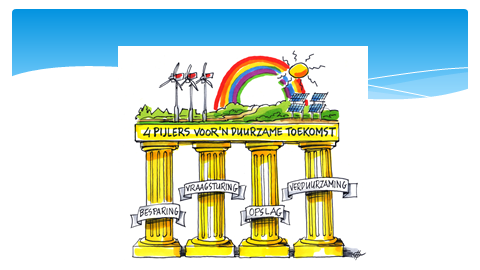 4 PIJLERS VOOR'N DUURZAME TOEKOMST
BESPARING
VRAAGSTURING
OPSLAG
VERDUURZAMING